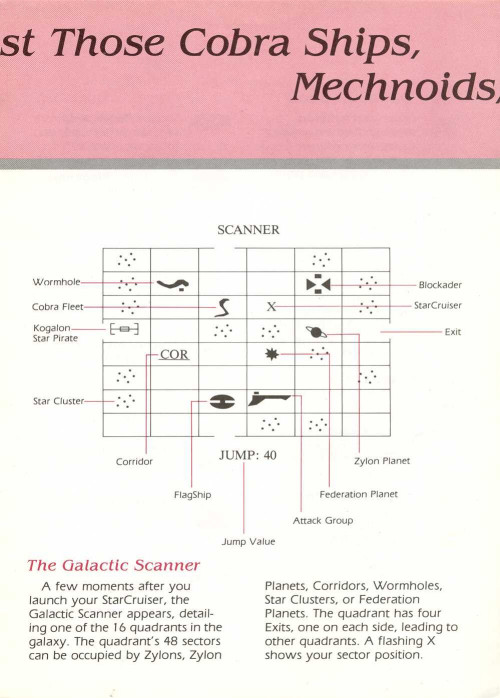 st Those Cobra Ships,
Mechnoids,
SCANNER
Wormhole
Blockader
Cobra Fleet
X
StarCruiser
Kogalon
Star Pirate
Exit
COR
Star Cluster
Corridor
JUMP: 40
Zylon Planet
FlagShip
Federation Planet
Attack Group
Jump Value
The Galactic Scanner
A few moments after you
launch your StarCruiser, the
Galactic Scanner appears, detail-
ing one of the 16 quadrants in the
galaxy. The quadrant's 48 sectors
can be occupied by Zylons, Zylon
Planets, Corridors, Wormholes,
Star Clusters, or Federation
Planets. The quadrant has four
Exits, one on each side, leading to
other quadrants. A flashing X
shows your sector position.